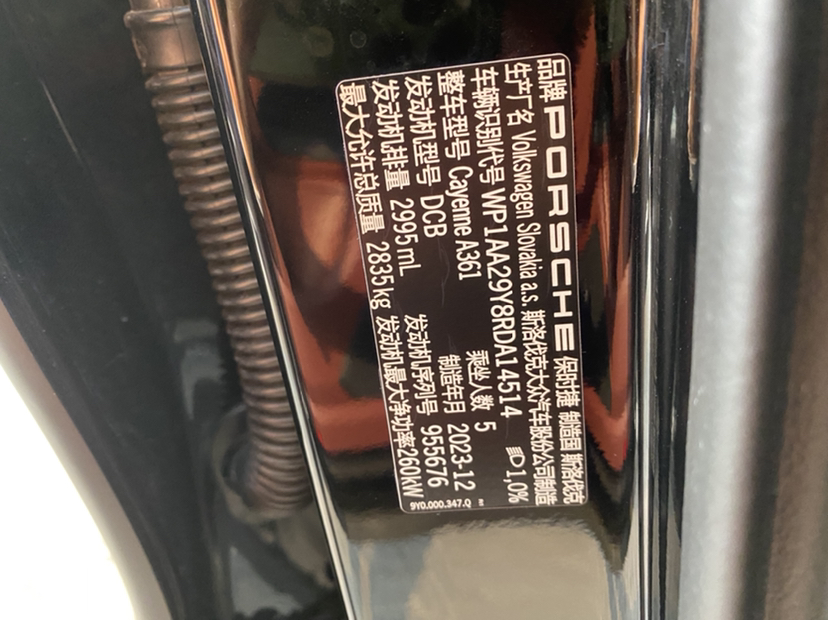 品牌 PORSCHE 保时捷 制造国 斯洛伐克
生产厂名 Volkswagen Slovakia a.s. 斯洛伐克大众汽车股份公司制造
车辆识别代号 WP1AA29Y8RDA14514 1,0%
整车型号 Cayenne A361 乘坐人数 5
发动机型号 DCB 制造年月 2023-12
发动机排量 2995mL 发动机序列号 955676
最大允许总质量 2835kg 发动机最大净功率260kW
9Y0.000.347.Q